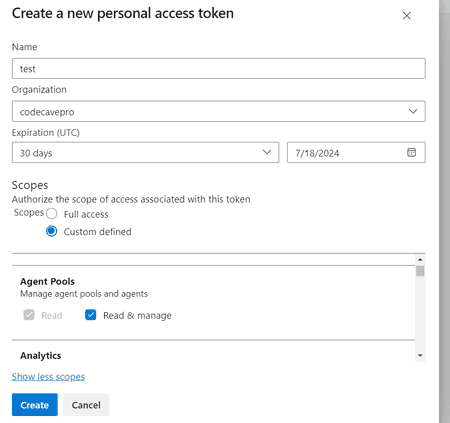 Create a new personal access token
Name
test
Organization
codecavepro
Expiration (UTC)
30 days
7/18/2024
Scopes
Authorize the scope of access associated with this token
Scopes Full access
Custom defined
Agent Pools
Manage agent pools and agents
Read Read & manage
Analytics
Show less scopes
Create Cancel